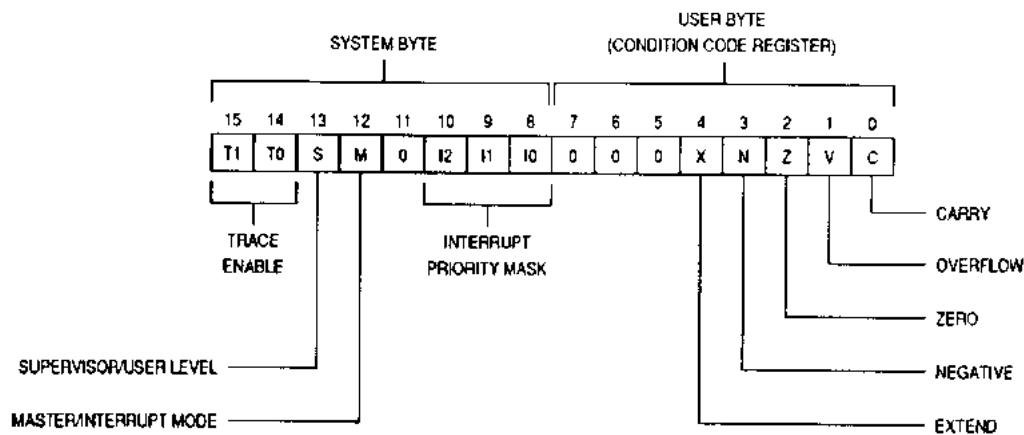 USER BYTE
(CONDITION CODE REGISTER)
SYSTEM BYTE
15 14 13 12 11 10 9 8 7 6 5 4 3 2 1 0
T1 T0 S M 0 I2 I1 I0 0 0 0 X N Z V C
TRACE
ENABLE
INTERRUPT
PRIORITY MASK
CARRY
OVERFLOW
ZERO
SUPERVISOR/USER LEVEL
NEGATIVE
MASTER/INTERRUPT MODE
EXTEND